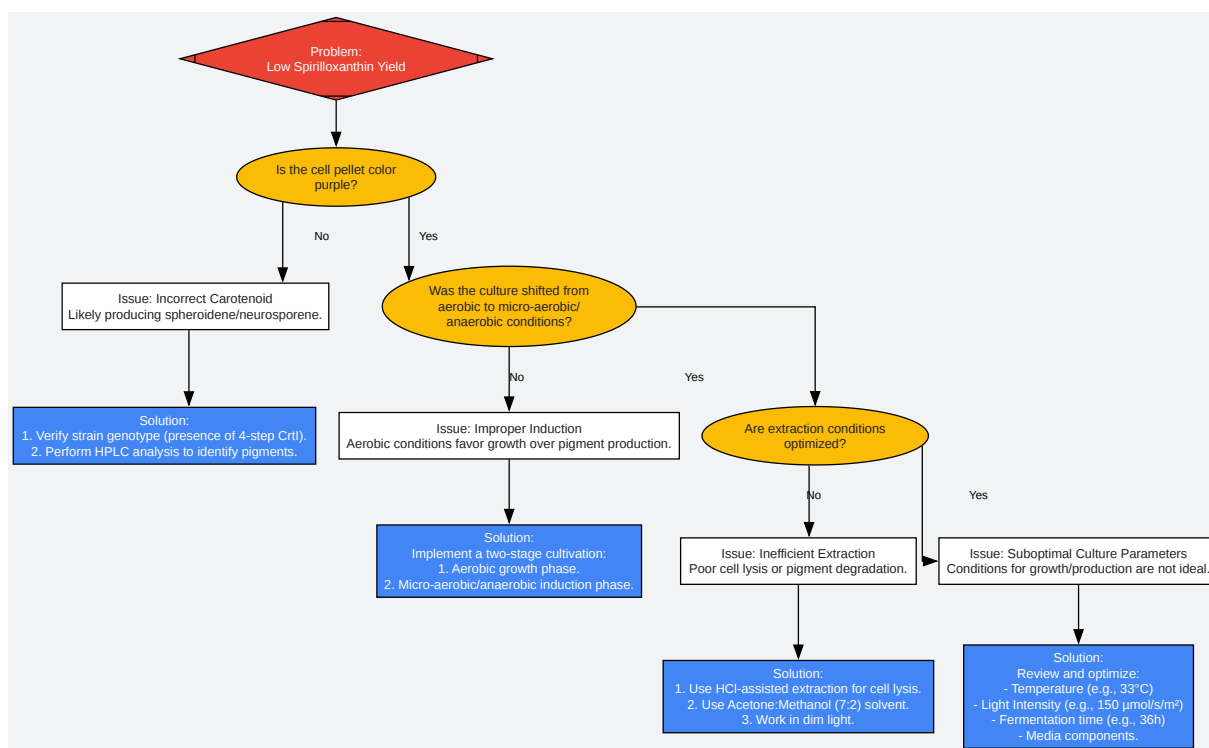 Problem:
Low Spirilloxanthin Yield
Is the cell pellet color
purple?
No
Yes
Issue: Incorrect Carotenoid
Likely producing spheroidene/neurosporene.
Was the culture shifted from
aerobic to micro-aerobic/
anaerobic conditions?
No
Yes
Solution:
1. Verify strain genotype (presence of 4-step CrtI).
2. Perform HPLC analysis to identify pigments.
Issue: Improper Induction
Aerobic conditions favor growth over pigment production.
Are extraction conditions
optimized?
No
Yes
Solution:
Implement a two-stage cultivation:
1. Aerobic growth phase.
2. Micro-aerobic/anaerobic induction phase.
Issue: Inefficient Extraction
Poor cell lysis or pigment degradation.
Issue: Suboptimal Culture Parameters
Conditions for growth/production are not ideal.
Solution:
1. Use HCl-assisted extraction for cell lysis.
2. Use Acetone:Methanol (7:2) solvent.
3. Work in dim light.
Solution:
Review and optimize:
- Temperature (e.g., 33°C)
- Light Intensity (e.g., 150 µmol/s/m²)
- Fermentation time (e.g., 36h)
- Media components.